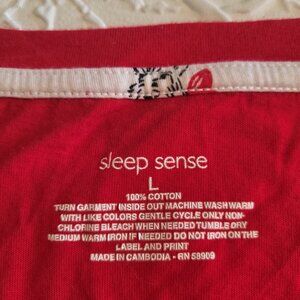 sleep sense
L
100% COTTON
TURN GARMENT INSIDE OUT MACHINE WASH WARM
WITH LIKE COLORS GENTLE CYCLE ONLY NON-
CHLORINE BLEACH WHEN NEEDED TUMBLE DRY
MEDIUM WARM IRON IF NEEDED DO NOT IRON ON THE
LABEL AND PRINT
MADE IN CAMBODIA - RN 59909